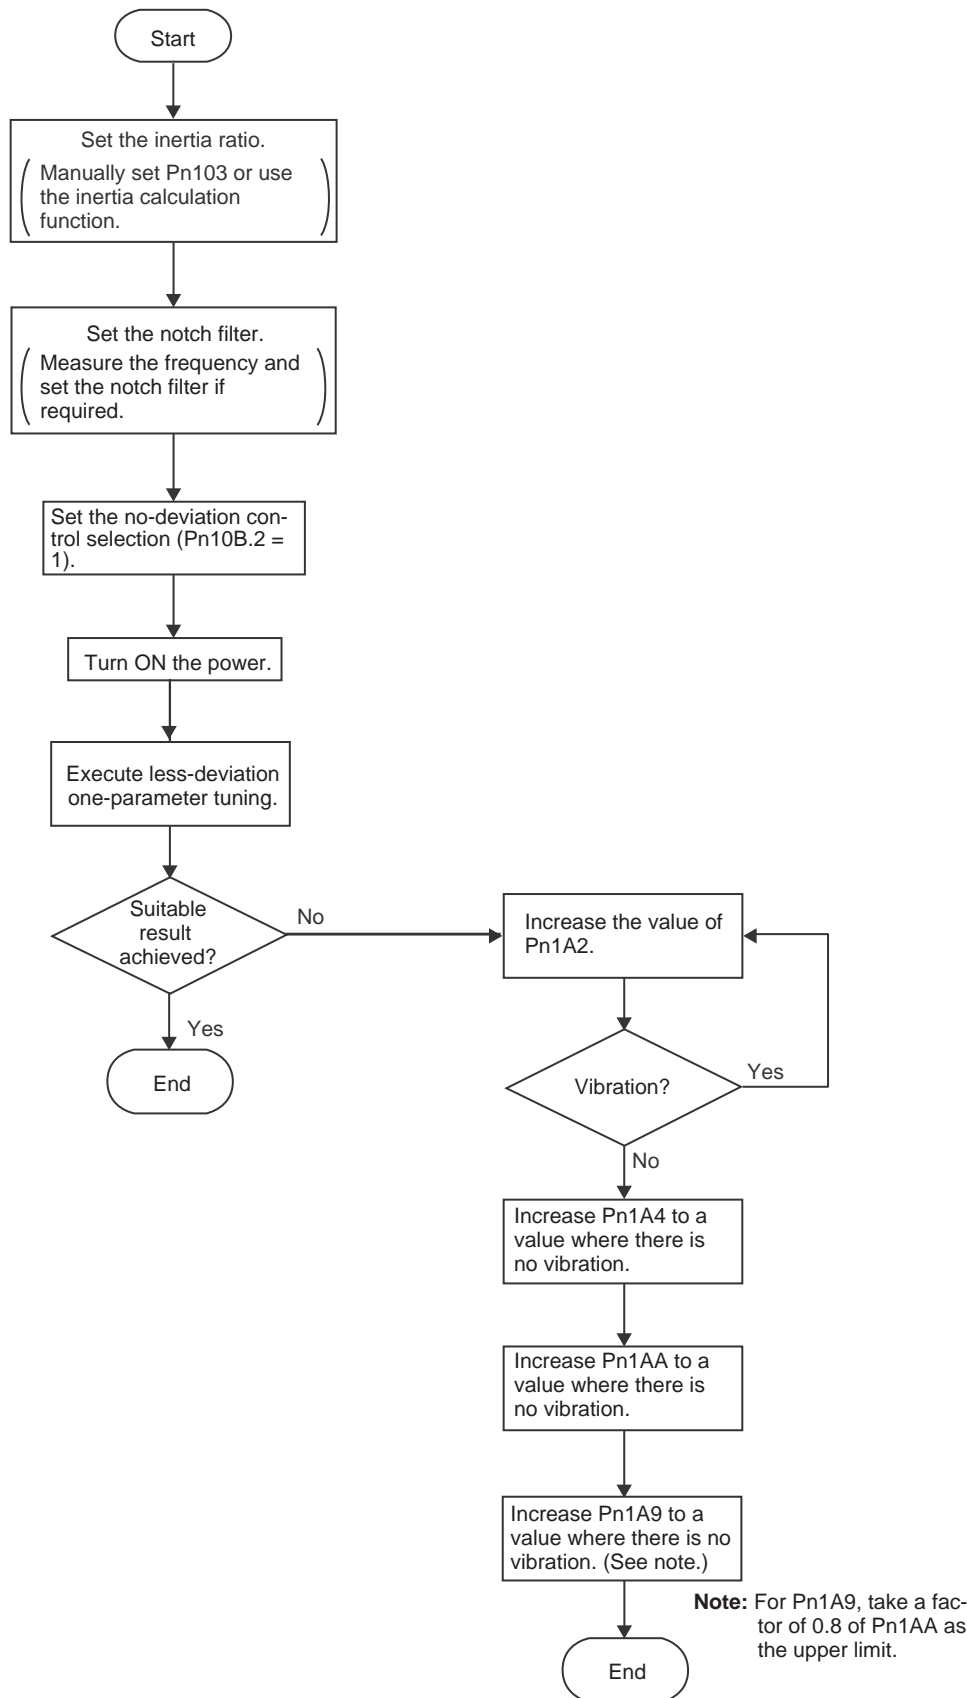 Start
Set the inertia ratio.
Manually set Pn103 or use
the inertia calculation
function.
Set the notch filter.
Measure the frequency and
set the notch filter if
required.
Set the no-deviation con-
trol selection (Pn10B.2 =
1).
Turn ON the power.
Execute less-deviation
one-parameter tuning.
Suitable
result
achieved?
No
Yes
End
Increase the value of
Pn1A2.
Vibration?
Yes
No
Increase Pn1A4 to a
value where there is
no vibration.
Increase Pn1AA to a
value where there is
no vibration.
Increase Pn1A9 to a
value where there is no
vibration. (See note.)
Note: For Pn1A9, take a fac-
tor of 0.8 of Pn1AA as
the upper limit.
End